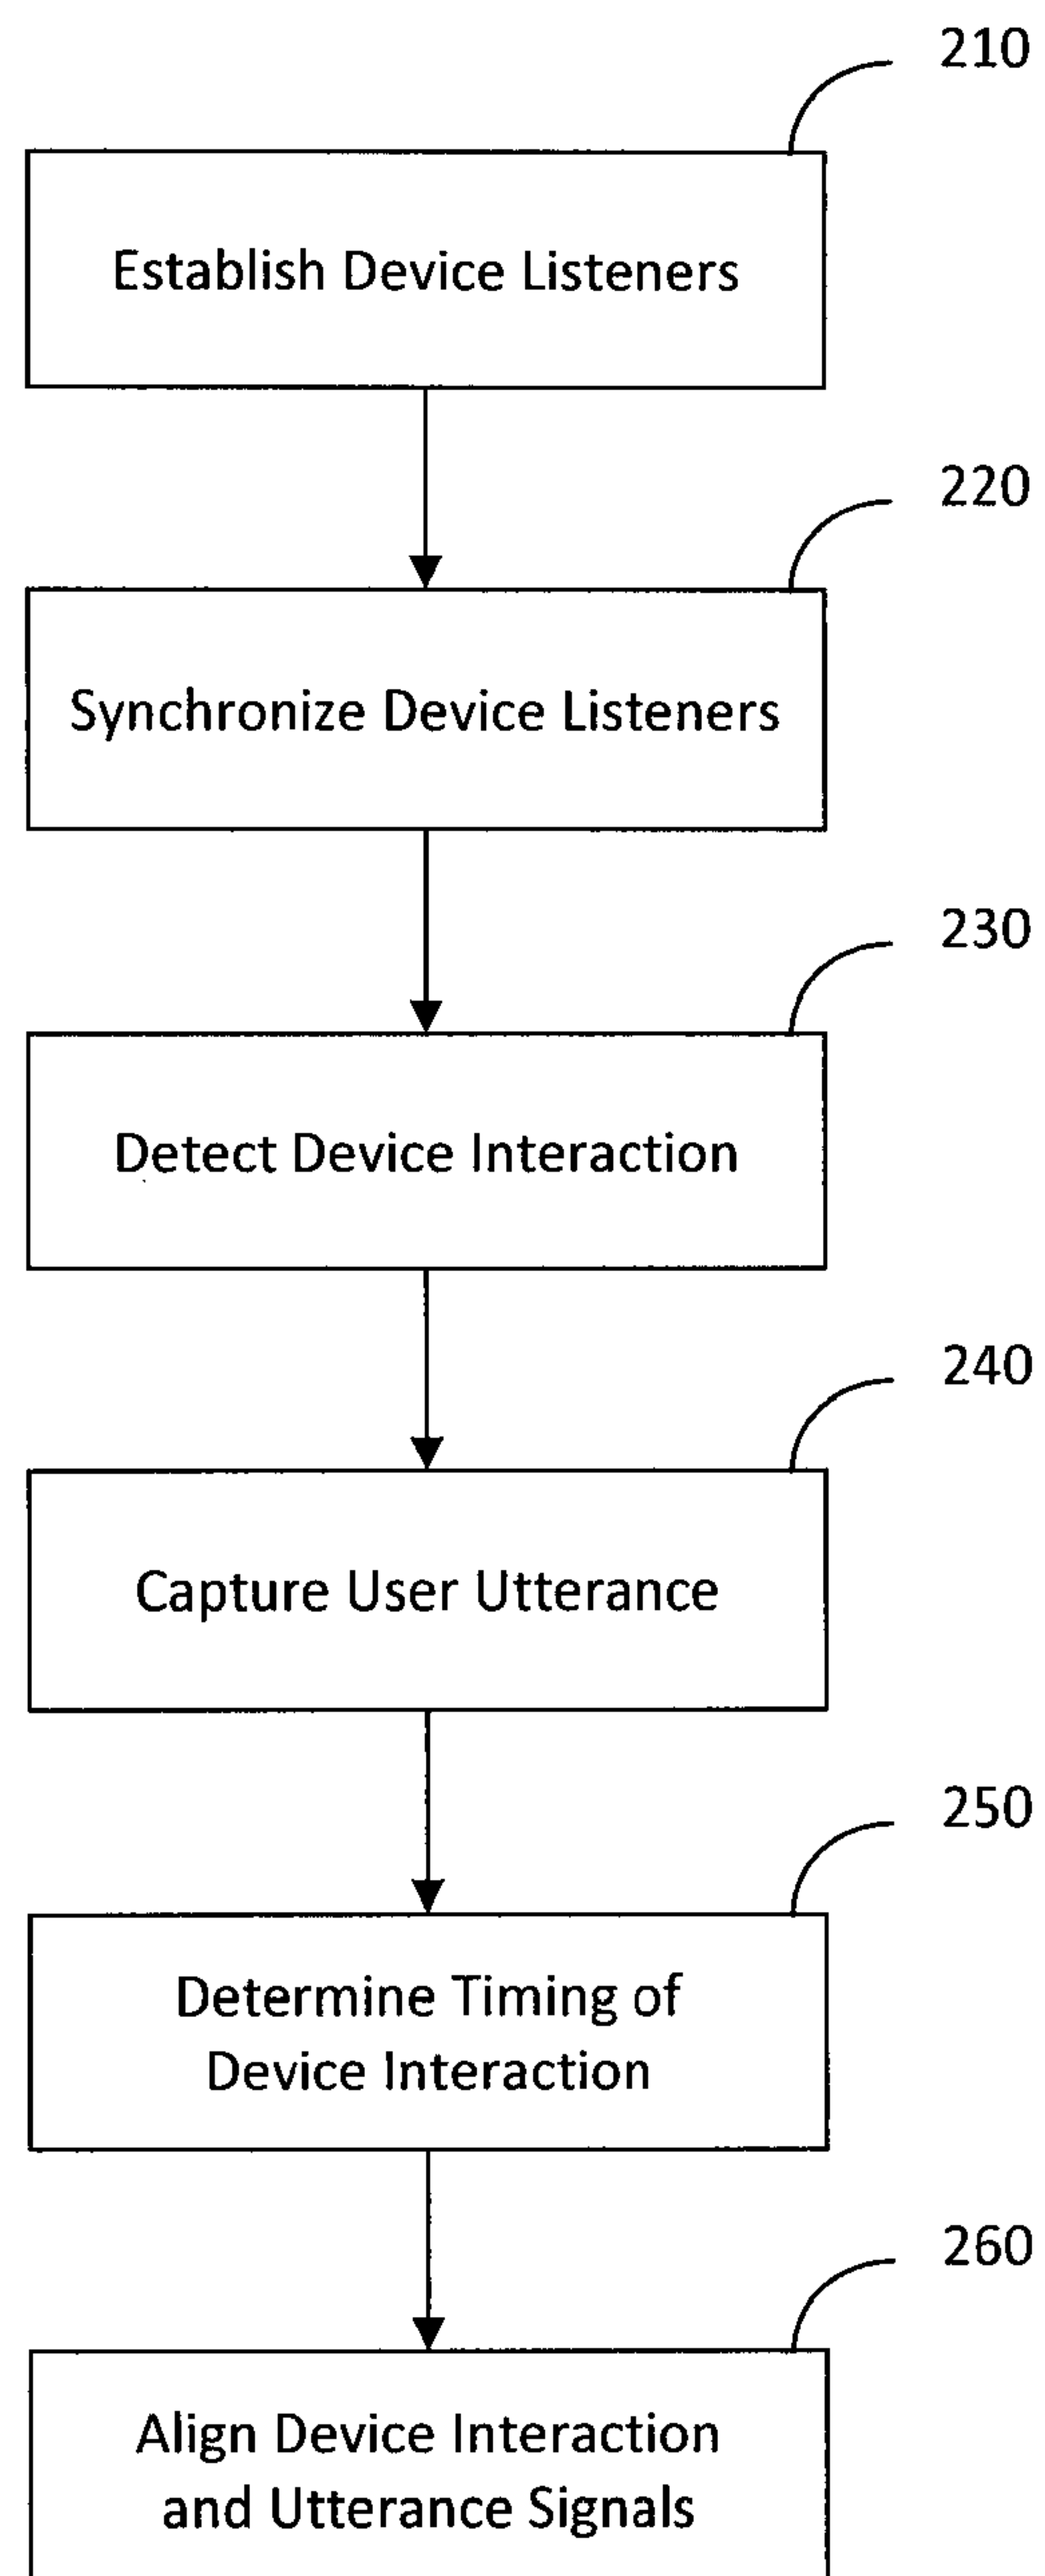 210
Establish Device Listeners
220
Synchronize Device Listeners
230
Detect Device Interaction
240
Capture User Utterance
250
Determine Timing of
Device Interaction
260
Align Device Interaction
and Utterance Signals